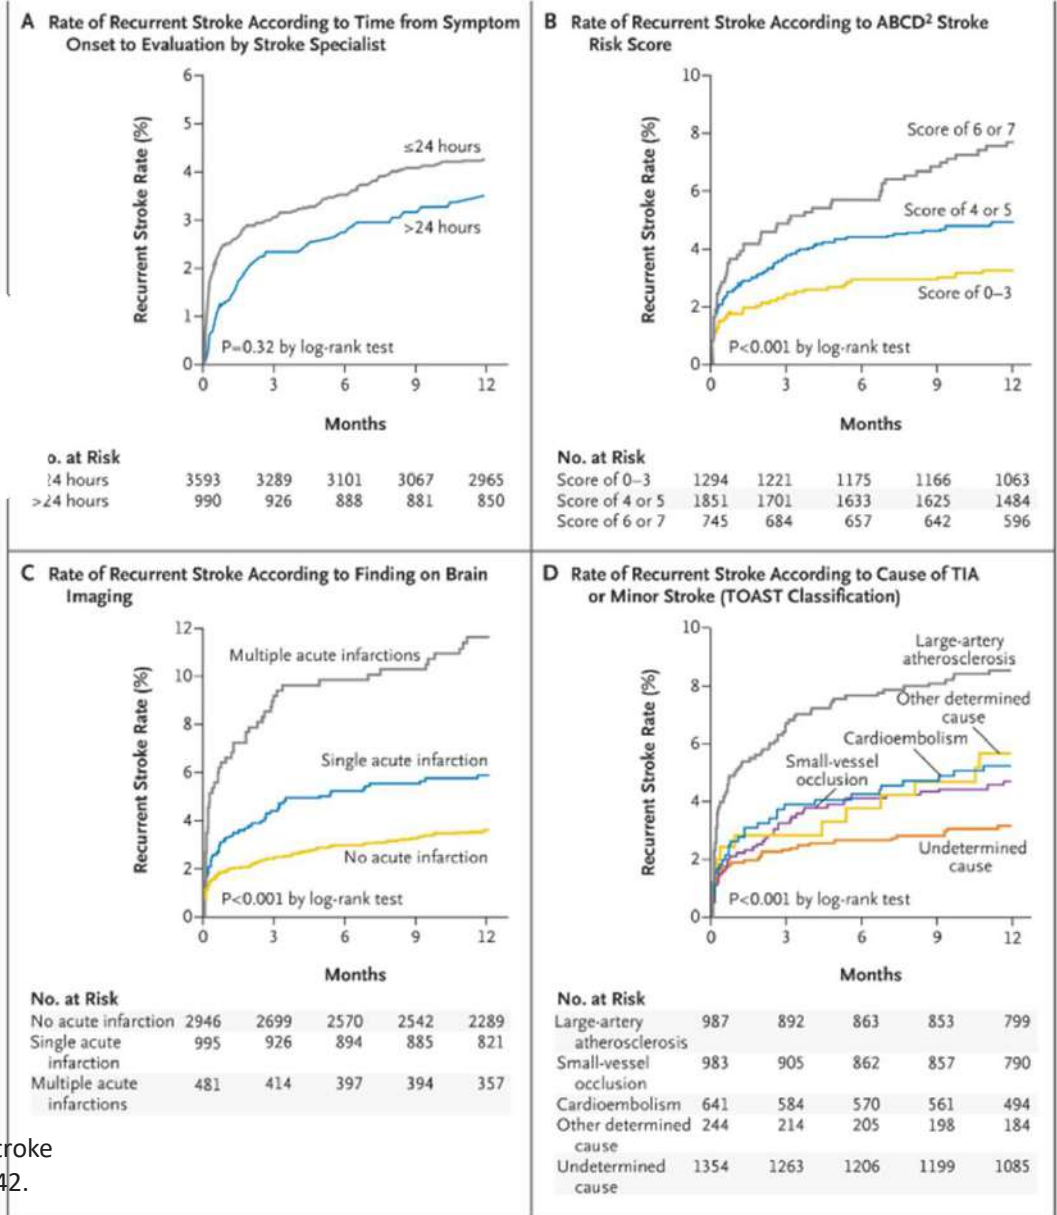 A Rate of Recurrent Stroke According to Time from Symptom
Onset to Evaluation by Stroke Specialist
Recurrent Stroke Rate (%)
6
5
4
3
2
1
0
≤24 hours
>24 hours
P=0.32 by log-rank test
0 3 6 9 12
Months
o. at Risk
24 hours 3593 3289 3101 3067 2965
>24 hours 990 926 888 881 850
B Rate of Recurrent Stroke According to ABCD² Stroke
Risk Score
Recurrent Stroke Rate (%)
10
8
6
4
2
0
Score of 6 or 7
Score of 4 or 5
Score of 0–3
P<0.001 by log-rank test
0 3 6 9 12
Months
No. at Risk
Score of 0–3 1294 1221 1175 1166 1063
Score of 4 or 5 1851 1701 1633 1625 1484
Score of 6 or 7 745 684 657 642 596
C Rate of Recurrent Stroke According to Finding on Brain
Imaging
Recurrent Stroke Rate (%)
12
10
8
6
4
2
0
Multiple acute infarctions
Single acute infarction
No acute infarction
P<0.001 by log-rank test
0 3 6 9 12
Months
No. at Risk
No acute infarction 2946 2699 2570 2542 2289
Single acute 995 926 894 885 821
infarction
Multiple acute 481 414 397 394 357
infarctions
D Rate of Recurrent Stroke According to Cause of TIA
or Minor Stroke (TOAST Classification)
Recurrent Stroke Rate (%)
10
8
6
4
2
0
Large-artery
atherosclerosis
Other determined
cause
Cardioembolism
Small-vessel
occlusion
Undetermined
cause
P<0.001 by log-rank test
0 3 6 9 12
Months
No. at Risk
Large-artery 987 892 863 853 799
atherosclerosis
Small-vessel 983 905 862 857 790
occlusion
Cardioembolism 641 584 570 561 494
Other determined 244 214 205 198 184
cause
Undetermined 1354 1263 1206 1199 1085
cause
troke
42.